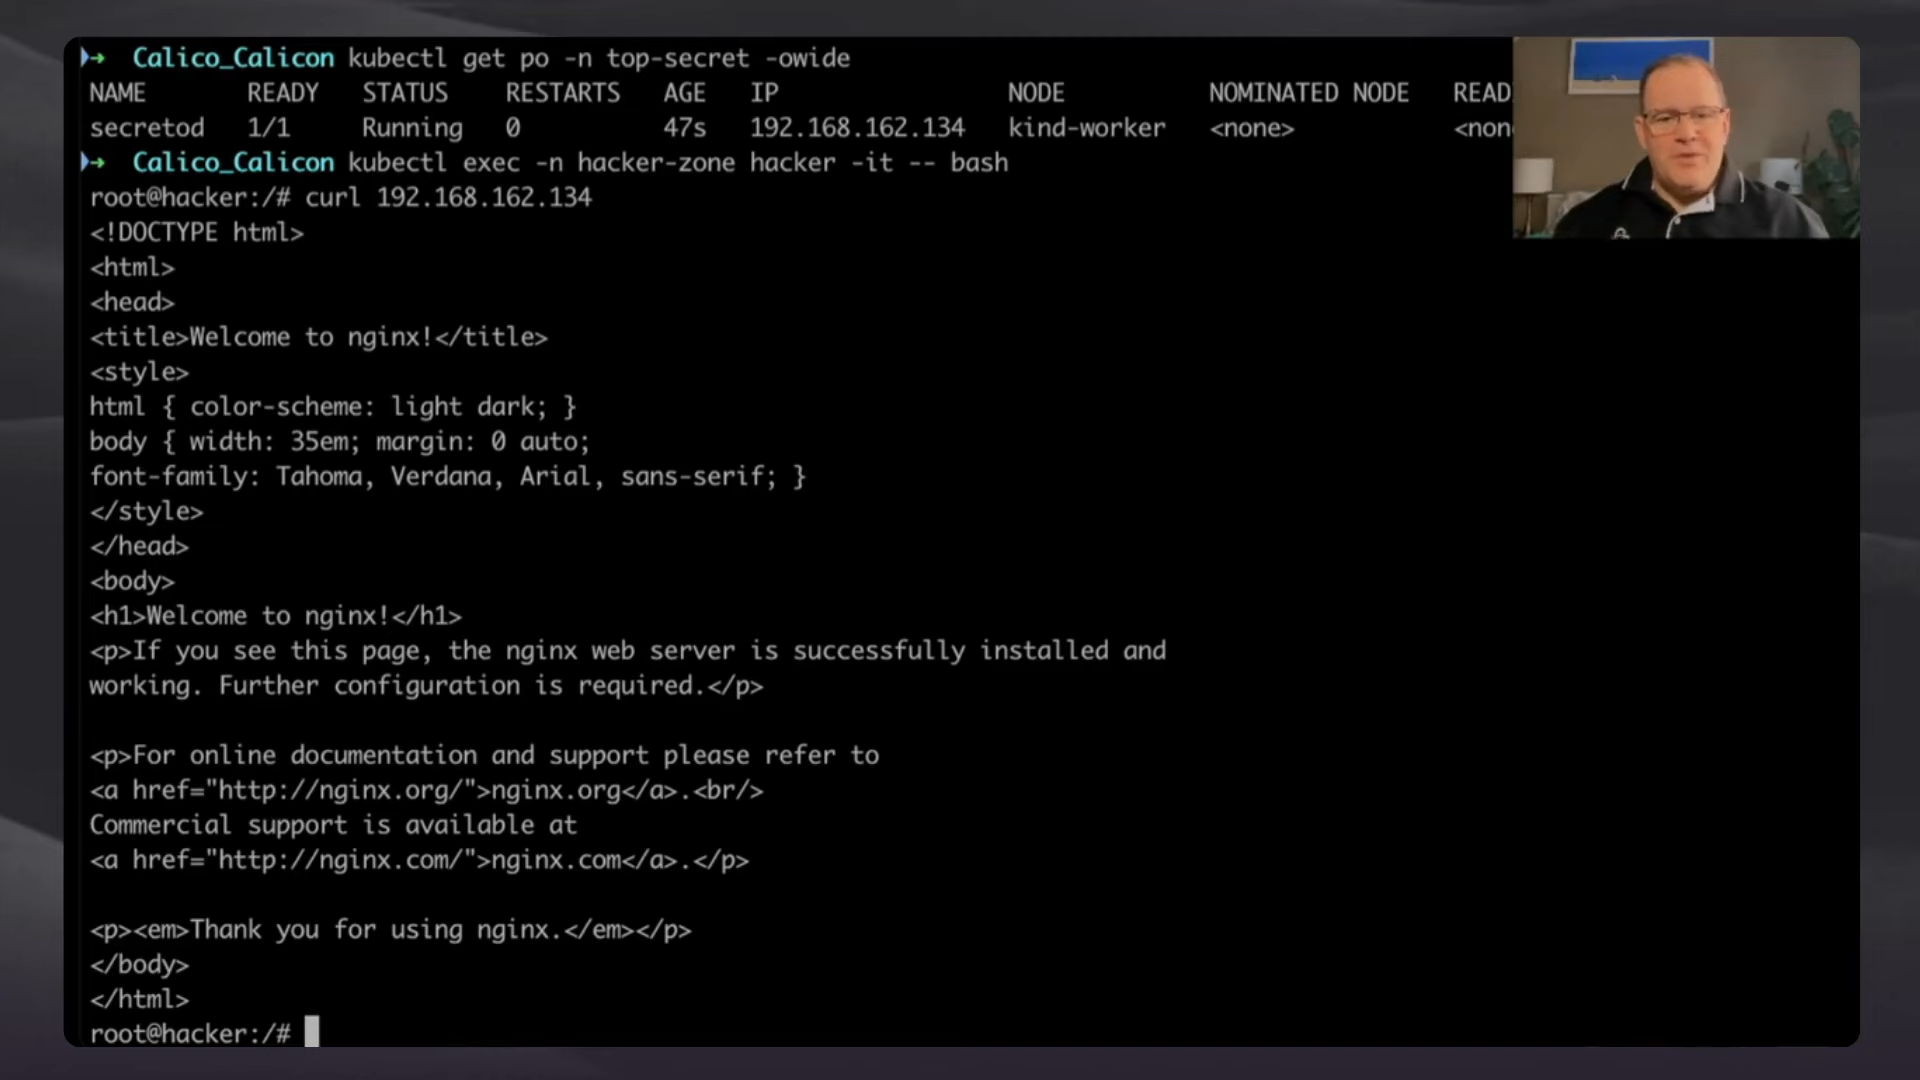 Calico_Calicon kubectl get po -n top-secret -owide
NAME READY STATUS RESTARTS AGE IP NODE NOMINATED NODE READ
secretod 1/1 Running 0 47s 192.168.162.134 kind-worker <none> <non
Calico_Calicon kubectl exec -n hacker-zone hacker -it -- bash
root@hacker:/# curl 192.168.162.134
<!DOCTYPE html>
<html>
<head>
<title>Welcome to nginx!</title>
<style>
html { color-scheme: light dark; }
body { width: 35em; margin: 0 auto;
font-family: Tahoma, Verdana, Arial, sans-serif; }
</style>
</head>
<body>
<h1>Welcome to nginx!</h1>
<p>If you see this page, the nginx web server is successfully installed and
working. Further configuration is required.</p>
<p>For online documentation and support please refer to
<a href="http://nginx.org/">nginx.org</a>.<br/>
Commercial support is available at
<a href="http://nginx.com/">nginx.com</a>.</p>
<p><em>Thank you for using nginx.</em></p>
</body>
</html>
root@hacker:/#